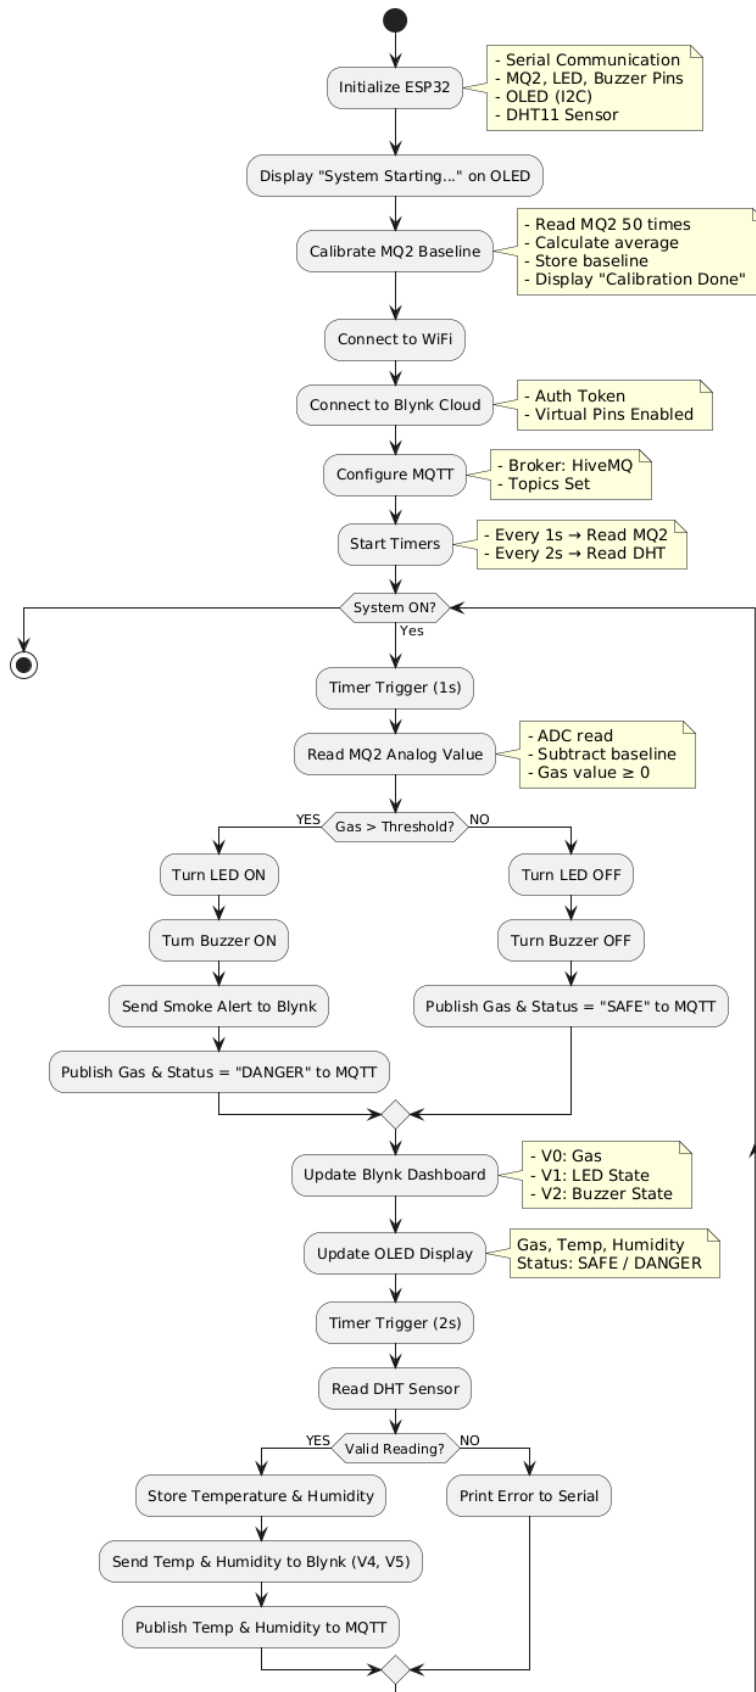 Initialize ESP32
- Serial Communication
- MQ2, LED, Buzzer Pins
- OLED (I2C)
- DHT11 Sensor
Display "System Starting..." on OLED
Calibrate MQ2 Baseline
- Read MQ2 50 times
- Calculate average
- Store baseline
- Display "Calibration Done"
Connect to WiFi
Connect to Blynk Cloud
- Auth Token
- Virtual Pins Enabled
Configure MQTT
- Broker: HiveMQ
- Topics Set
Start Timers
- Every 1s → Read MQ2
- Every 2s → Read DHT
System ON?
Yes
Timer Trigger (1s)
Read MQ2 Analog Value
- ADC read
- Subtract baseline
- Gas value ≥ 0
YES
Gas > Threshold?
NO
Turn LED ON
Turn LED OFF
Turn Buzzer ON
Turn Buzzer OFF
Send Smoke Alert to Blynk
Publish Gas & Status = "SAFE" to MQTT
Publish Gas & Status = "DANGER" to MQTT
Update Blynk Dashboard
- V0: Gas
- V1: LED State
- V2: Buzzer State
Update OLED Display
Gas, Temp, Humidity
Status: SAFE / DANGER
Timer Trigger (2s)
Read DHT Sensor
YES
Valid Reading?
NO
Store Temperature & Humidity
Print Error to Serial
Send Temp & Humidity to Blynk (V4, V5)
Publish Temp & Humidity to MQTT